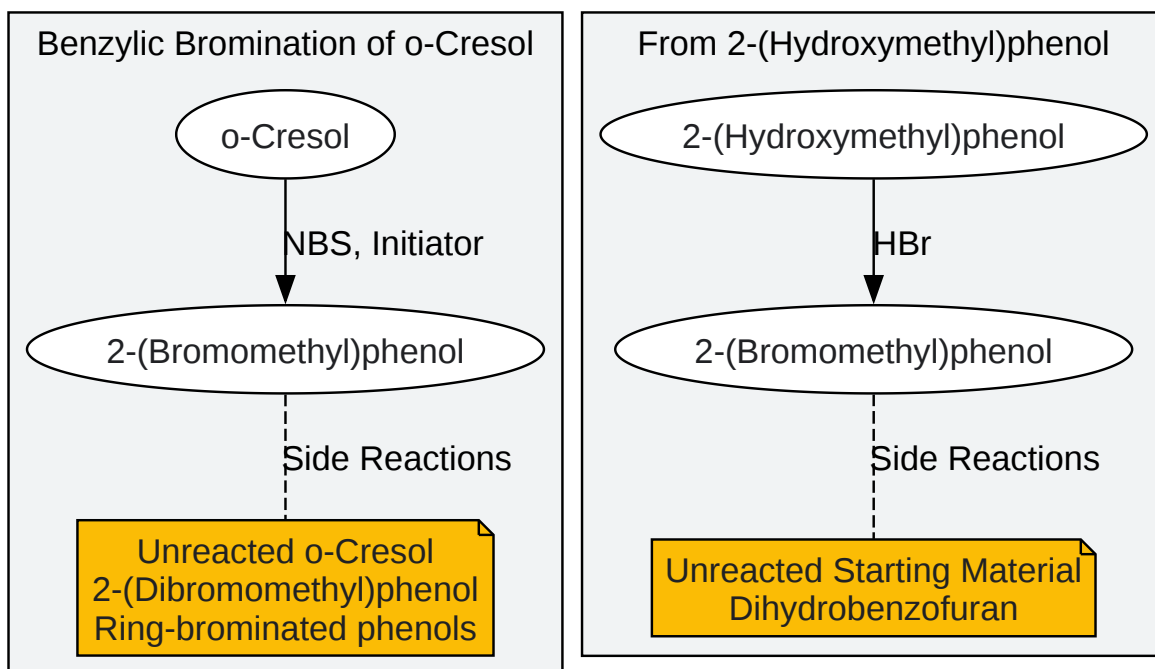 Benzylic Bromination of o-Cresol
o-Cresol
NBS, Initiator
2-(Bromomethyl)phenol
Side Reactions
Unreacted o-Cresol
2-(Dibromomethyl)phenol
Ring-brominated phenols
From 2-(Hydroxymethyl)phenol
2-(Hydroxymethyl)phenol
HBr
2-(Bromomethyl)phenol
Side Reactions
Unreacted Starting Material
Dihydrobenzofuran